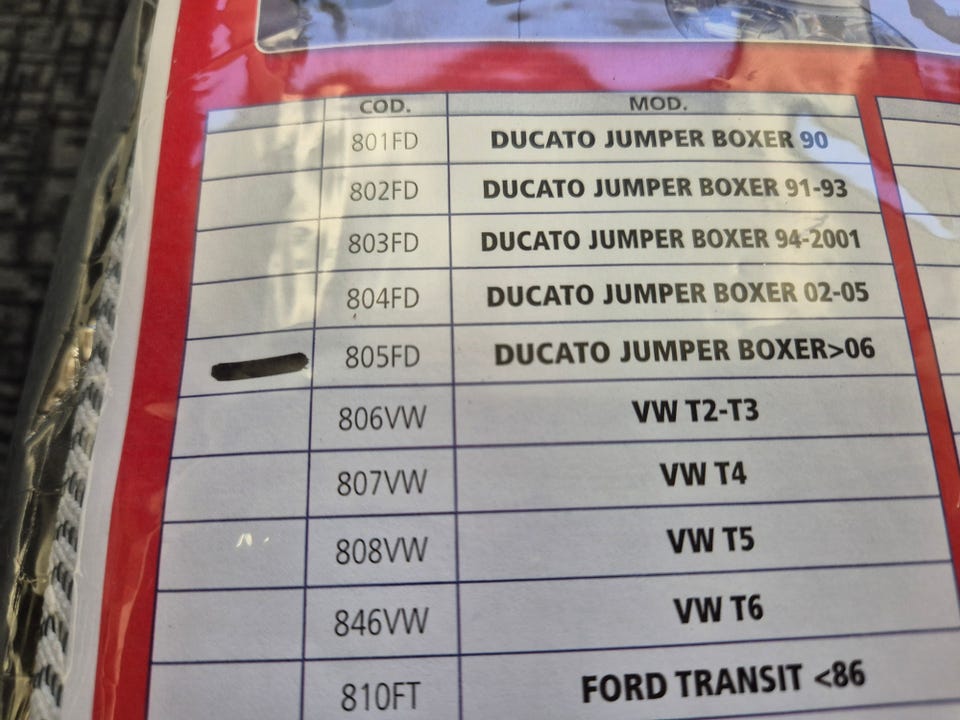 COD. MOD.
801FD DUCATO JUMPER BOXER 90
802FD DUCATO JUMPER BOXER 91-93
803FD DUCATO JUMPER BOXER 94-2001
804FD DUCATO JUMPER BOXER 02-05
805FD DUCATO JUMPER BOXER>06
806VW VW T2-T3
807VW VW T4
808VW VW T5
846VW VW T6
810FT FORD TRANSIT <86